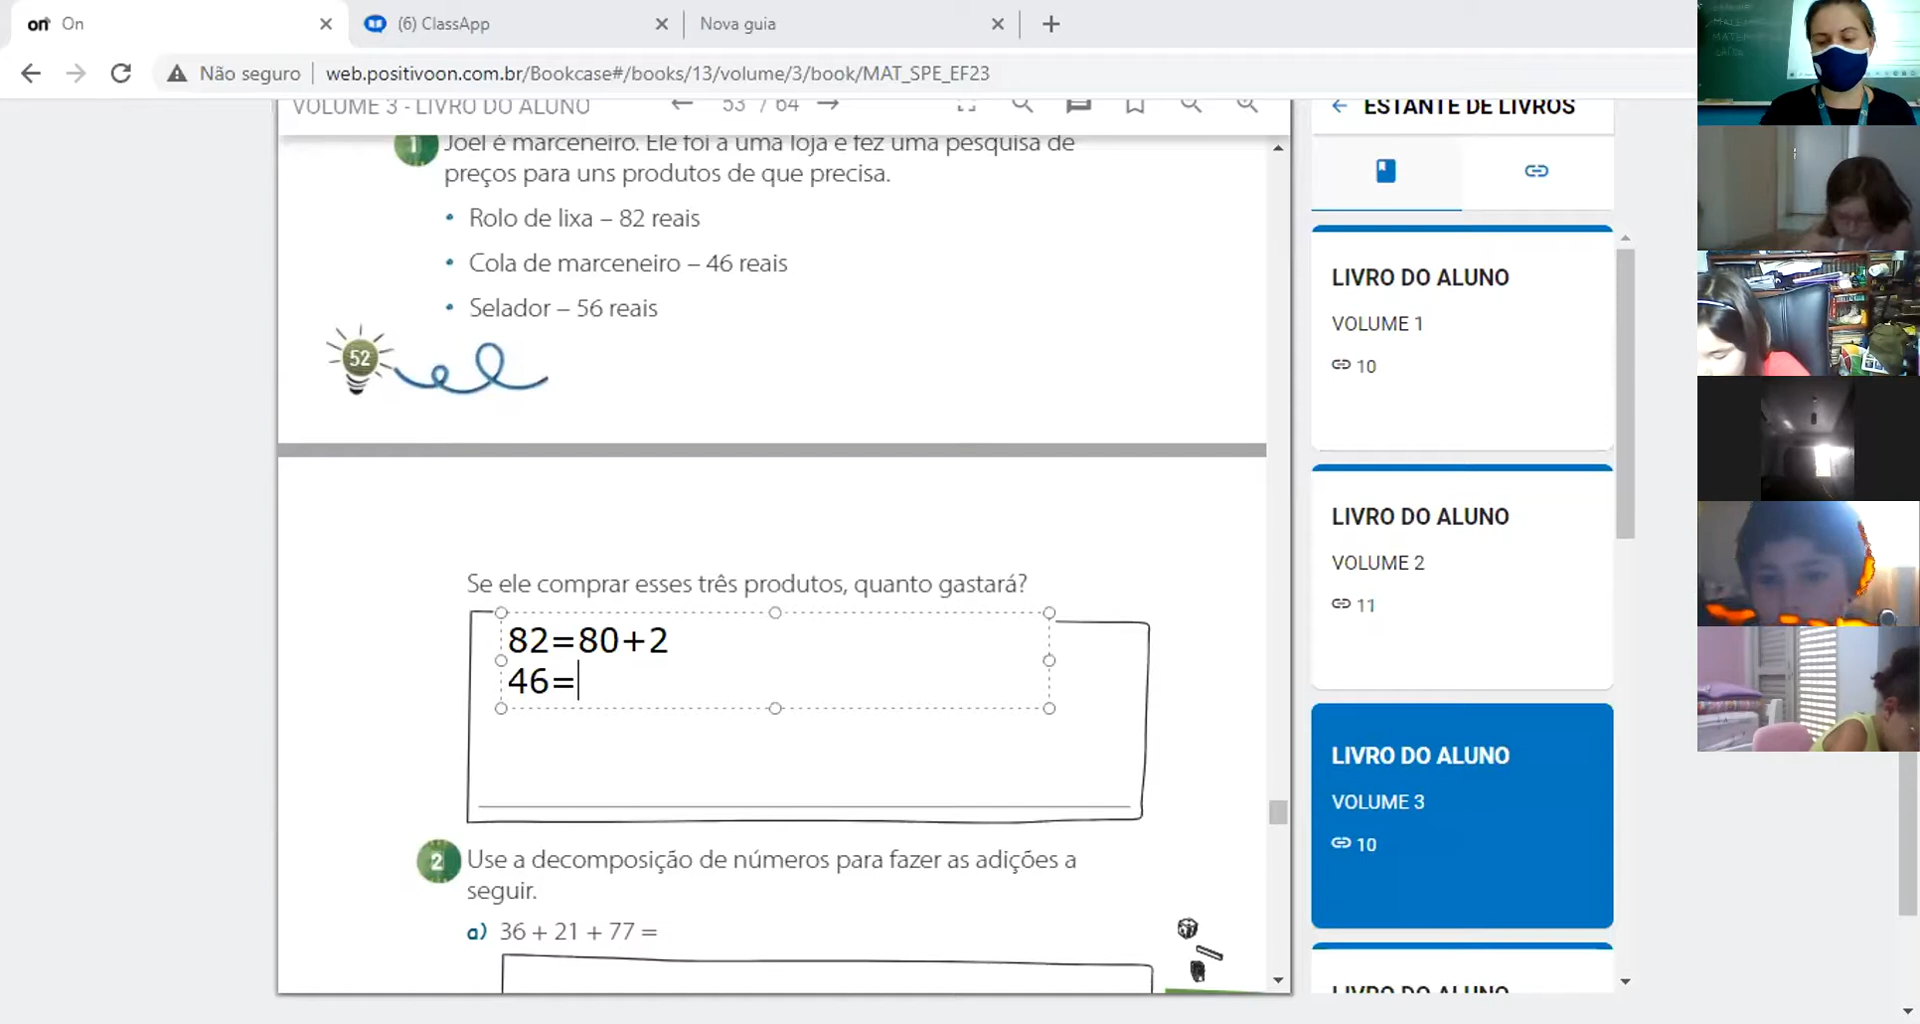 on On
(6) ClassApp
Nova guia
Não seguro
web.positivoon.com.br/Bookcase#/books/13/volume/3/book/MAT_SPE_EF23
VOLUME 3 - LIVRO DO ALUNO
53 / 64
1 Joel é marceneiro. Ele foi a uma loja e fez uma pesquisa de
preços para uns produtos de que precisa.
• Rolo de lixa – 82 reais
• Cola de marceneiro – 46 reais
• Selador – 56 reais
52
Se ele comprar esses três produtos, quanto gastará?
82=80+2
46=
2 Use a decomposição de números para fazer as adições a
seguir.
a) 36 + 21 + 77 =
ESTANTE DE LIVROS
LIVRO DO ALUNO
VOLUME 1
10
LIVRO DO ALUNO
VOLUME 2
11
LIVRO DO ALUNO
VOLUME 3
10
LIVRO DO ALUNO